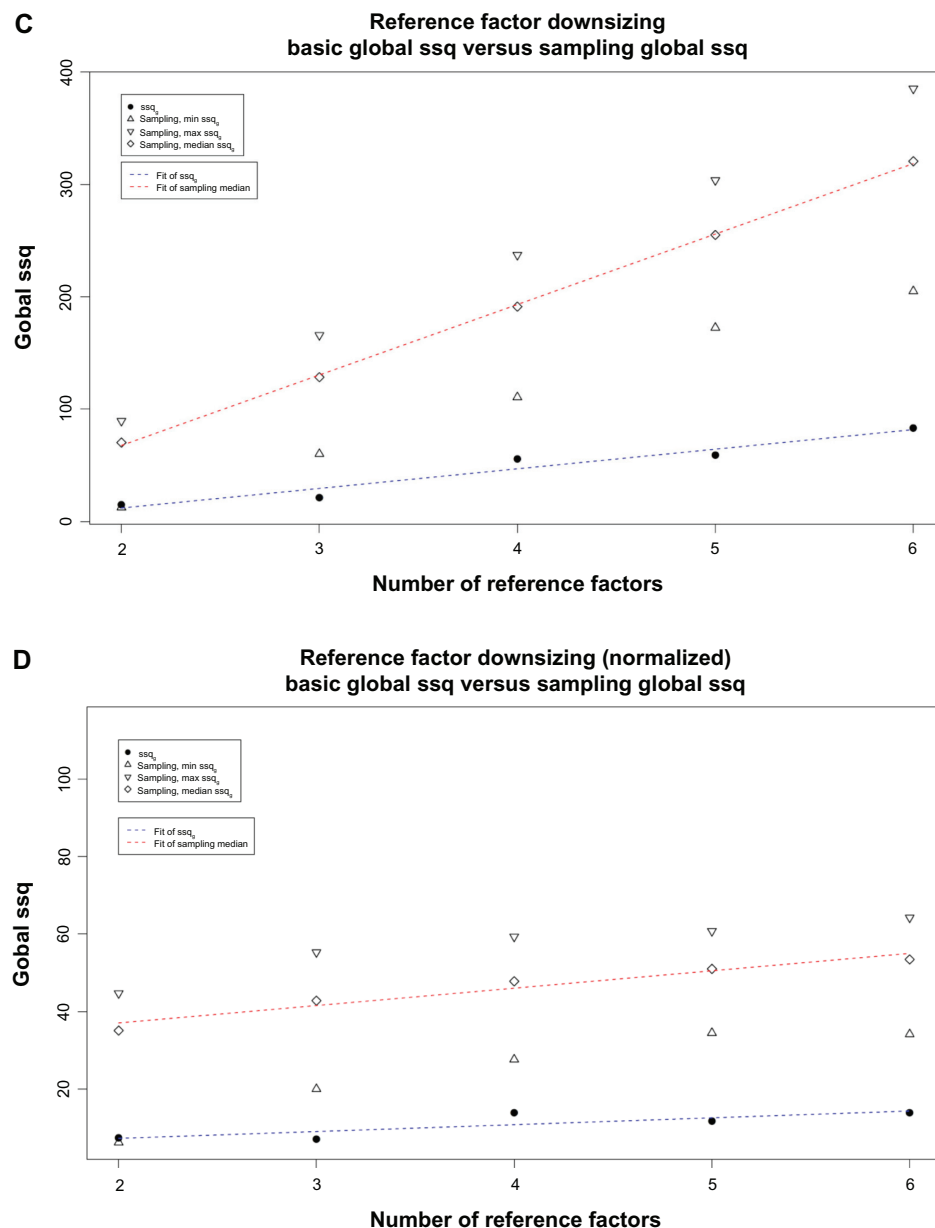 C
Reference factor downsizing
basic global ssq versus sampling global ssq
400
300
200
100
0
Gobal ssq
ssqg
Sampling, min ssqg
Sampling, max ssqg
Sampling, median ssqg
Fit of ssqg
Fit of sampling median
2 3 4 5 6
Number of reference factors
D
Reference factor downsizing (normalized)
basic global ssq versus sampling global ssq
100
80
60
40
20
Gobal ssq
ssqg
Sampling, min ssqg
Sampling, max ssqg
Sampling, median ssqg
Fit of ssqg
Fit of sampling median
2 3 4 5 6
Number of reference factors